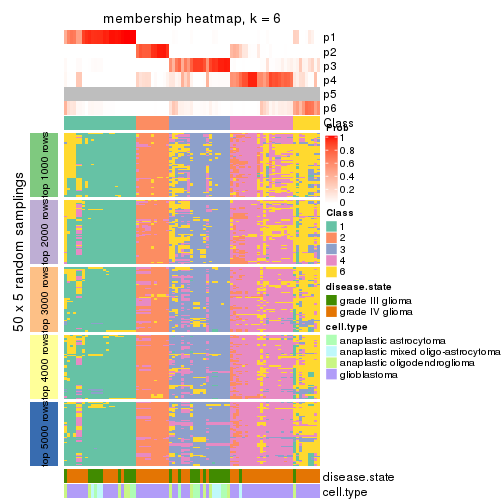 membership heatmap, k = 6
p1
p2
p3
p4
p5
p6
Class
Prob
1
0.8
0.6
0.4
0.2
0
Class
1
2
3
4
6
disease.state
grade III glioma
grade IV glioma
cell.type
anaplastic astrocytoma
anaplastic mixed oligo-astrocytoma
anaplastic oligodendroglioma
glioblastoma
50 x 5 random samplings
top 1000 rows
top 2000 rows
top 3000 rows
top 4000 rows
top 5000 rows
disease.state
cell.type